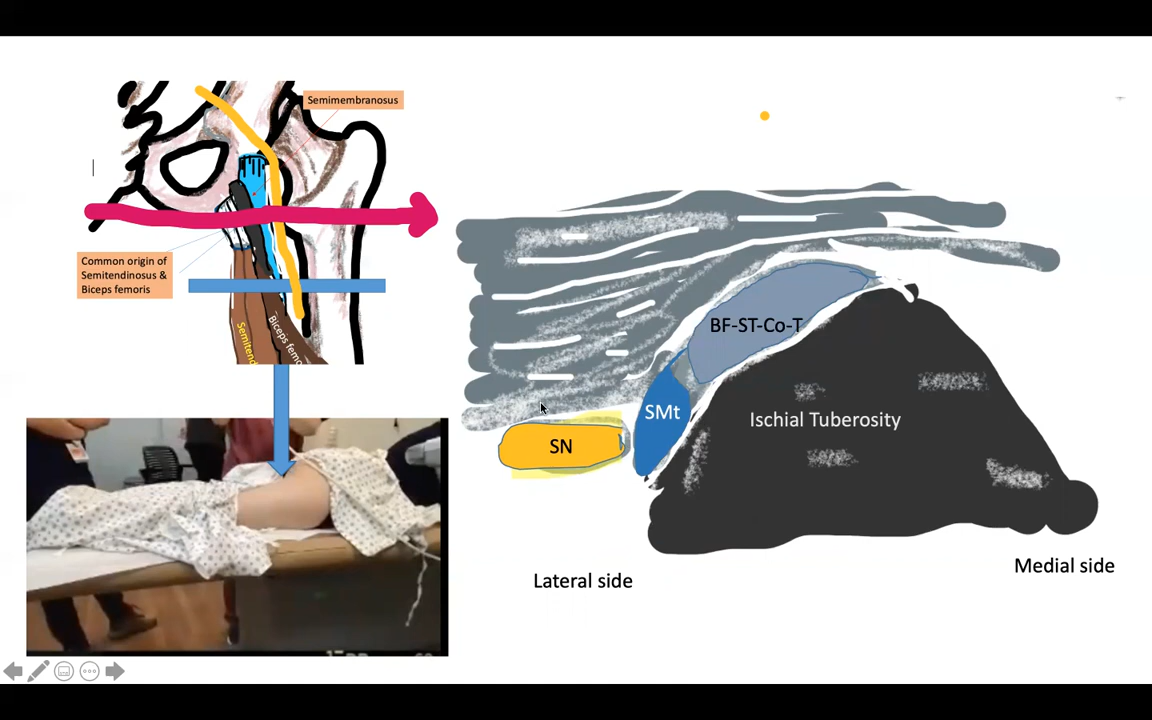 Semimembranosus
Common origin of
Semitendinosus &
Biceps femoris
Semitend
Biceps femo
BF-ST-Co-T
SMt
SN
Ischial Tuberosity
Lateral side
Medial side